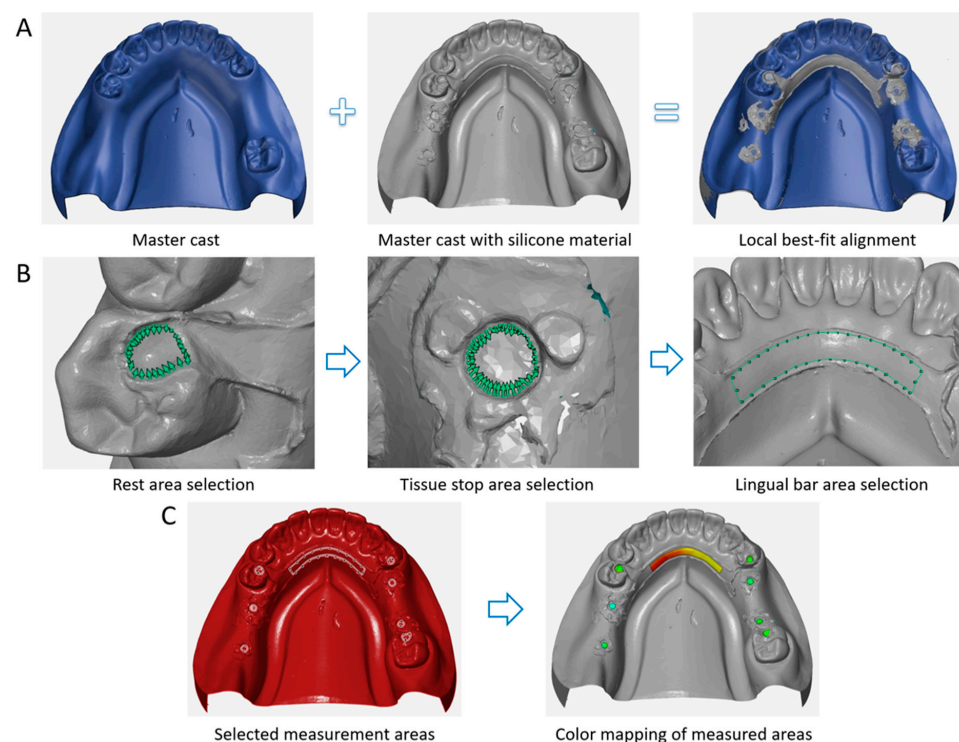 A
Master cast
Master cast with silicone material
Local best-fit alignment
B
Rest area selection
Tissue stop area selection
Lingual bar area selection
C
Selected measurement areas
Color mapping of measured areas